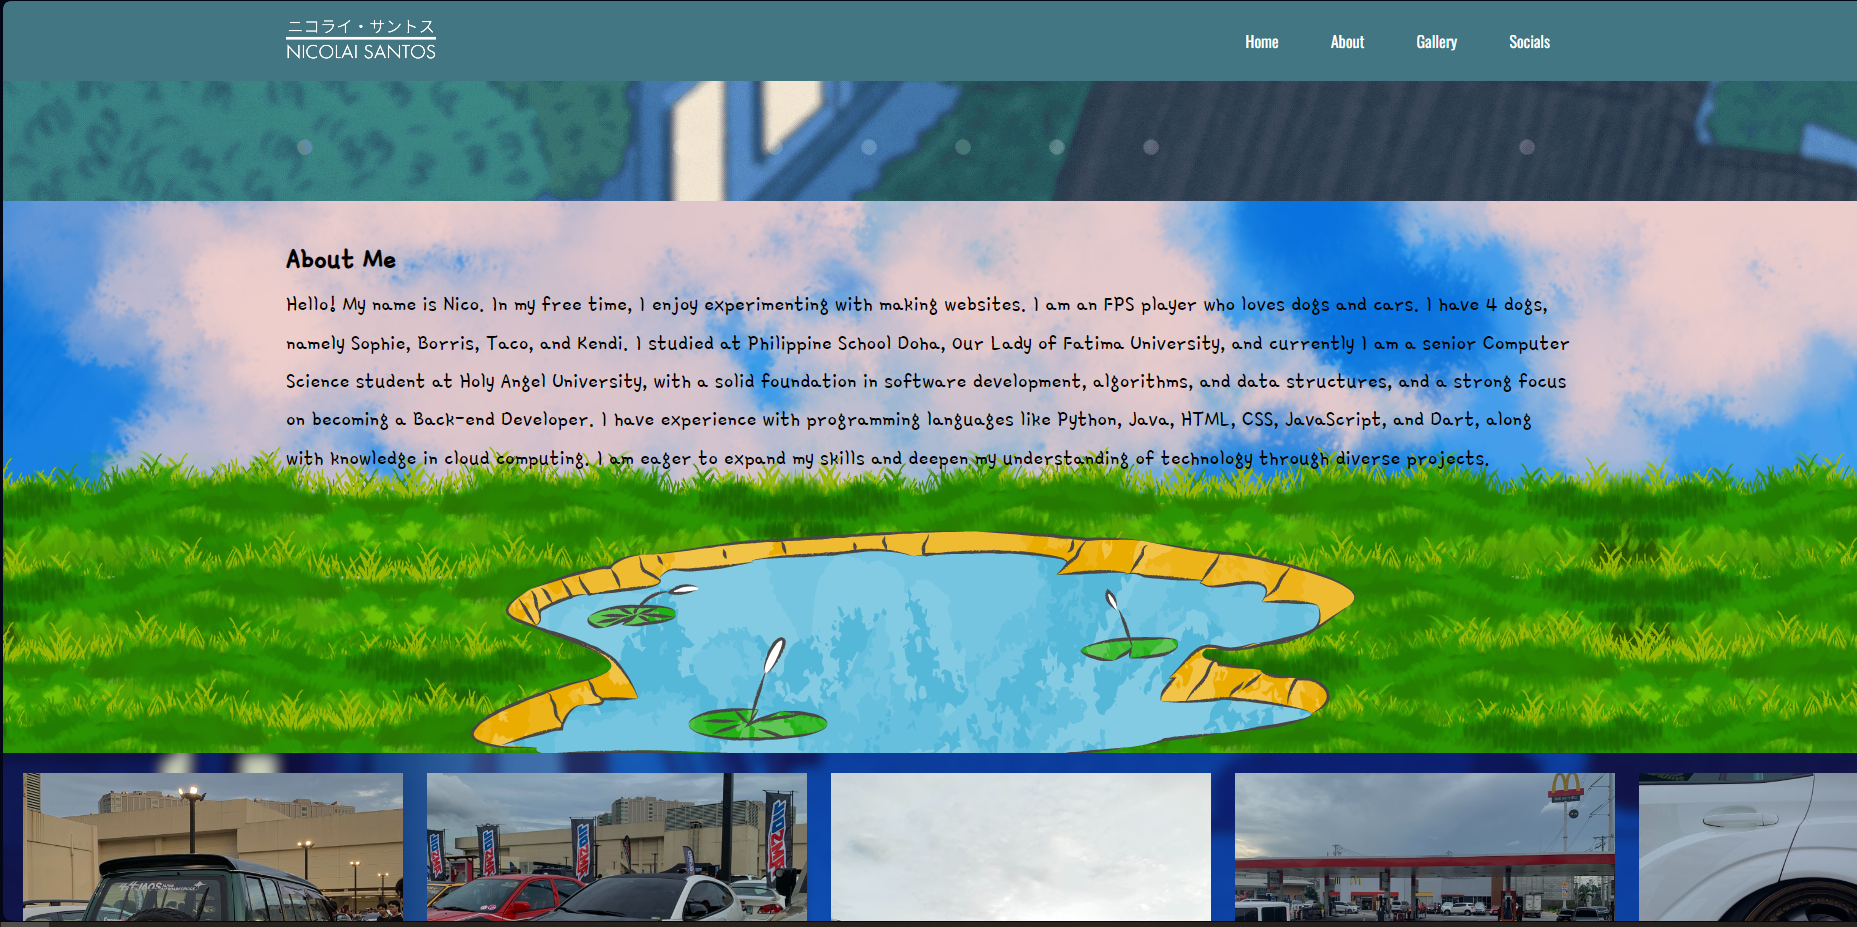 ニコライ・サントス
NICOLAI SANTOS
Home
About
Gallery
Socials
About Me
Hello! My name is Nico. In my free time, I enjoy experimenting with making websites. I am an FPS player who loves dogs and cars. I have 4 dogs,
namely Sophie, Borris, Taco, and Kendi. I studied at Philippine School Doha, Our Lady of Fatima University, and currently I am a senior Computer
Science student at Holy Angel University, with a solid foundation in software development, algorithms, and data structures, and a strong focus
on becoming a Back-end Developer. I have experience with programming languages like Python, Java, HTML, CSS, JavaScript, and Dart, along
with knowledge in cloud computing. I am eager to expand my skills and deepen my understanding of technology through diverse projects.
JAOS